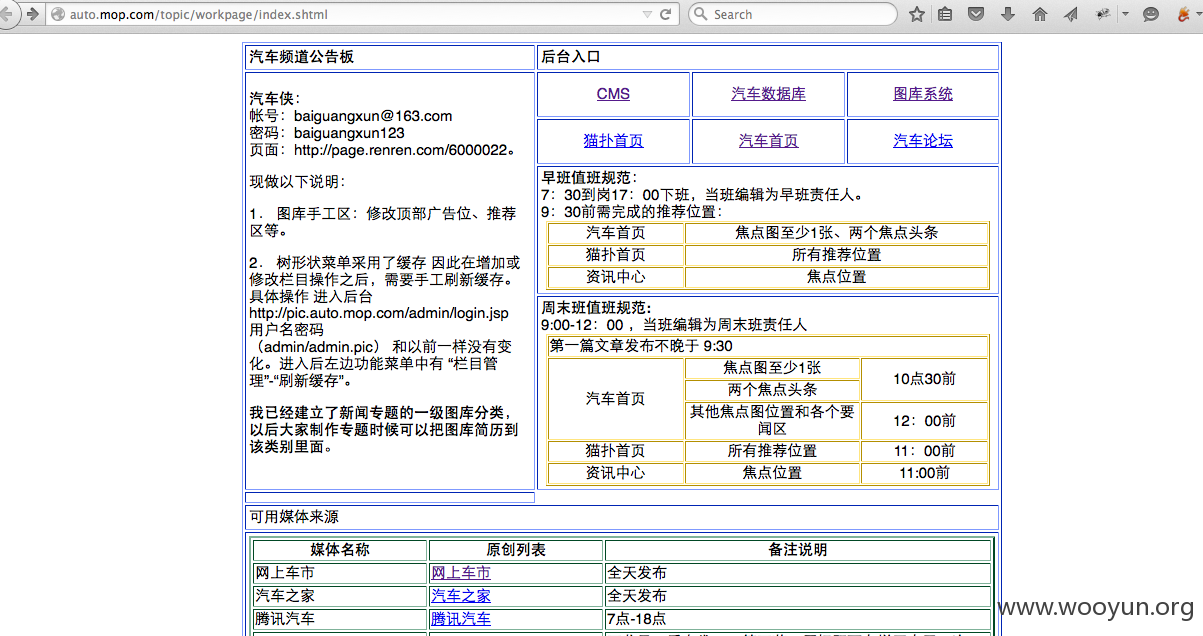 auto.mop.com/topic/workpage/index.shtml
Search
汽车频道公告板
后台入口
汽车侠：
帐号：baiguangxun@163.com
密码：baiguangxun123
页面：http://page.renren.com/6000022。
现做以下说明：
1． 图库手工区：修改顶部广告位、推荐
区等。
2． 树形状菜单采用了缓存 因此在增加或
修改栏目操作之后，需要手工刷新缓存。
具体操作 进入后台
http://pic.auto.mop.com/admin/login.jsp
用户名密码
（admin/admin.pic） 和以前一样没有变
化。进入后左边功能菜单中有 “栏目管
理”-“刷新缓存”。
我已经建立了新闻专题的一级图库分类，
以后大家制作专题时候可以把图库简历到
该类别里面。
CMS
汽车数据库
图库系统
猫扑首页
汽车首页
汽车论坛
早班值班规范：
7：30到岗17：00下班，当班编辑为早班责任人。
9：30前需完成的推荐位置：
汽车首页 焦点图至少1张、两个焦点头条
猫扑首页 所有推荐位置
资讯中心 焦点位置
周末班值班规范：
9:00-12：00 ，当班编辑为周末班责任人
第一篇文章发布不晚于 9:30
汽车首页
焦点图至少1张
两个焦点头条
10点30前
其他焦点图位置和各个要
闻区
12：00前
猫扑首页 所有推荐位置 11：00前
资讯中心 焦点位置 11:00前
可用媒体来源
媒体名称 原创列表 备注说明
网上车市 网上车市 全天发布
汽车之家 汽车之家 全天发布
腾讯汽车 腾讯汽车 7点-18点
www.wooyun.org